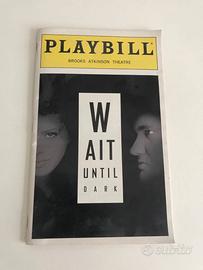 PLAYBILL
BROOKS ATKINSON THEATRE
W
AIT
UNTIL
DARK
subito